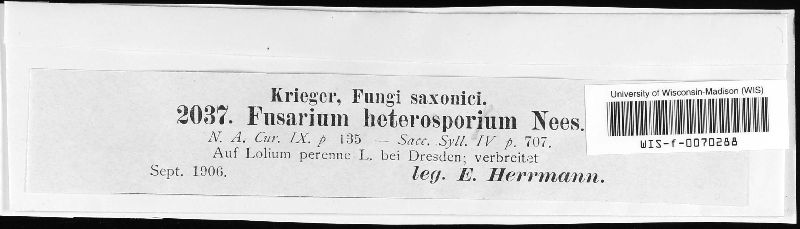 Krieger, Fungi saxonici.
2037. Fusarium heterosporium Nees.
N. A. Cur. IX. p 135 — Sacc. Syll. IV p. 707.
Auf Lolium perenne L. bei Dresden; verbreitet
Sept. 1906. leg. E. Herrmann.
University of Wisconsin-Madison (WIS)
WIS-f-0070288